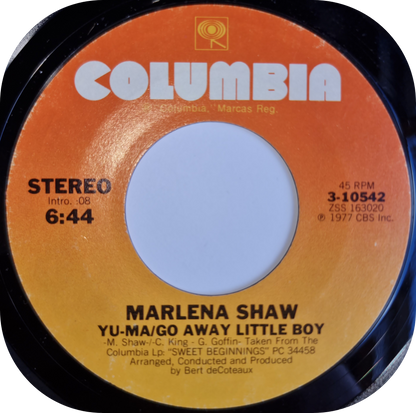 COLUMBIA
Columbia, Marcas Reg.
STEREO
Intro. :08
6:44
45 RPM
3-10542
ZSS 163020
℗ 1977 CBS Inc.
MARLENA SHAW
YU-MA/GO AWAY LITTLE BOY
-M. Shaw-/-C. King - G. Goffin- Taken From The
Columbia Lp: "SWEET BEGINNINGS" PC 34458
Arranged, Conducted and Produced
by Bert deCoteaux